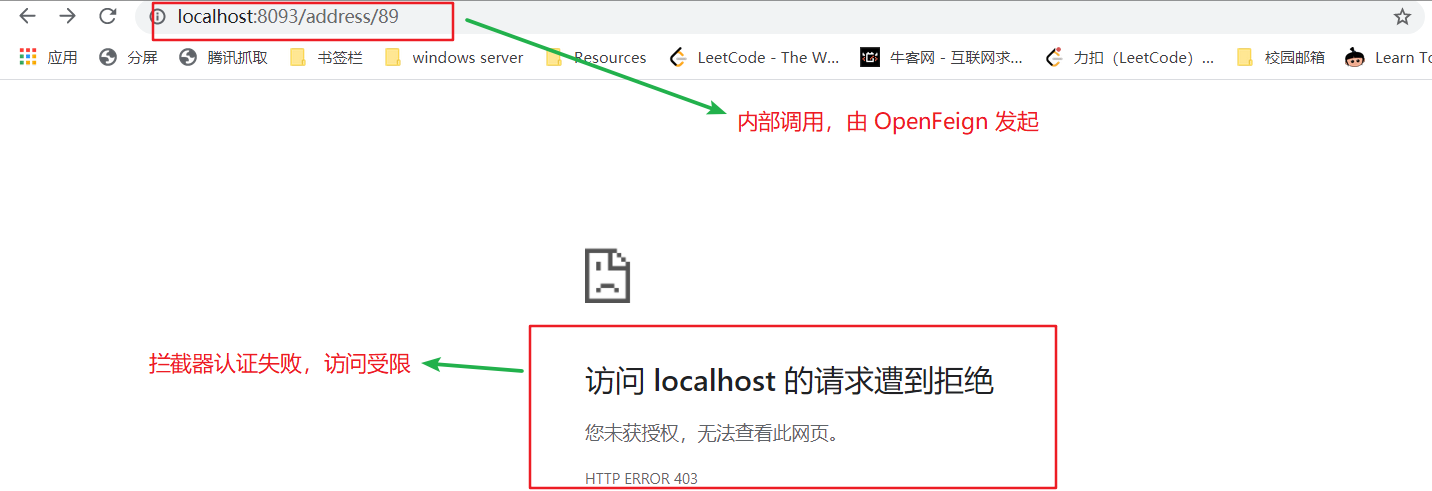 localhost:8093/address/89
应用 分屏 腾讯抓取 书签栏 windows server Resources LeetCode - The W... 牛客网 - 互联网求... 力扣（LeetCode）... 校园邮箱 Learn To
内部调用，由 OpenFeign 发起
拦截器认证失败，访问受限
访问 localhost 的请求遭到拒绝
您未获授权，无法查看此网页。
HTTP ERROR 403